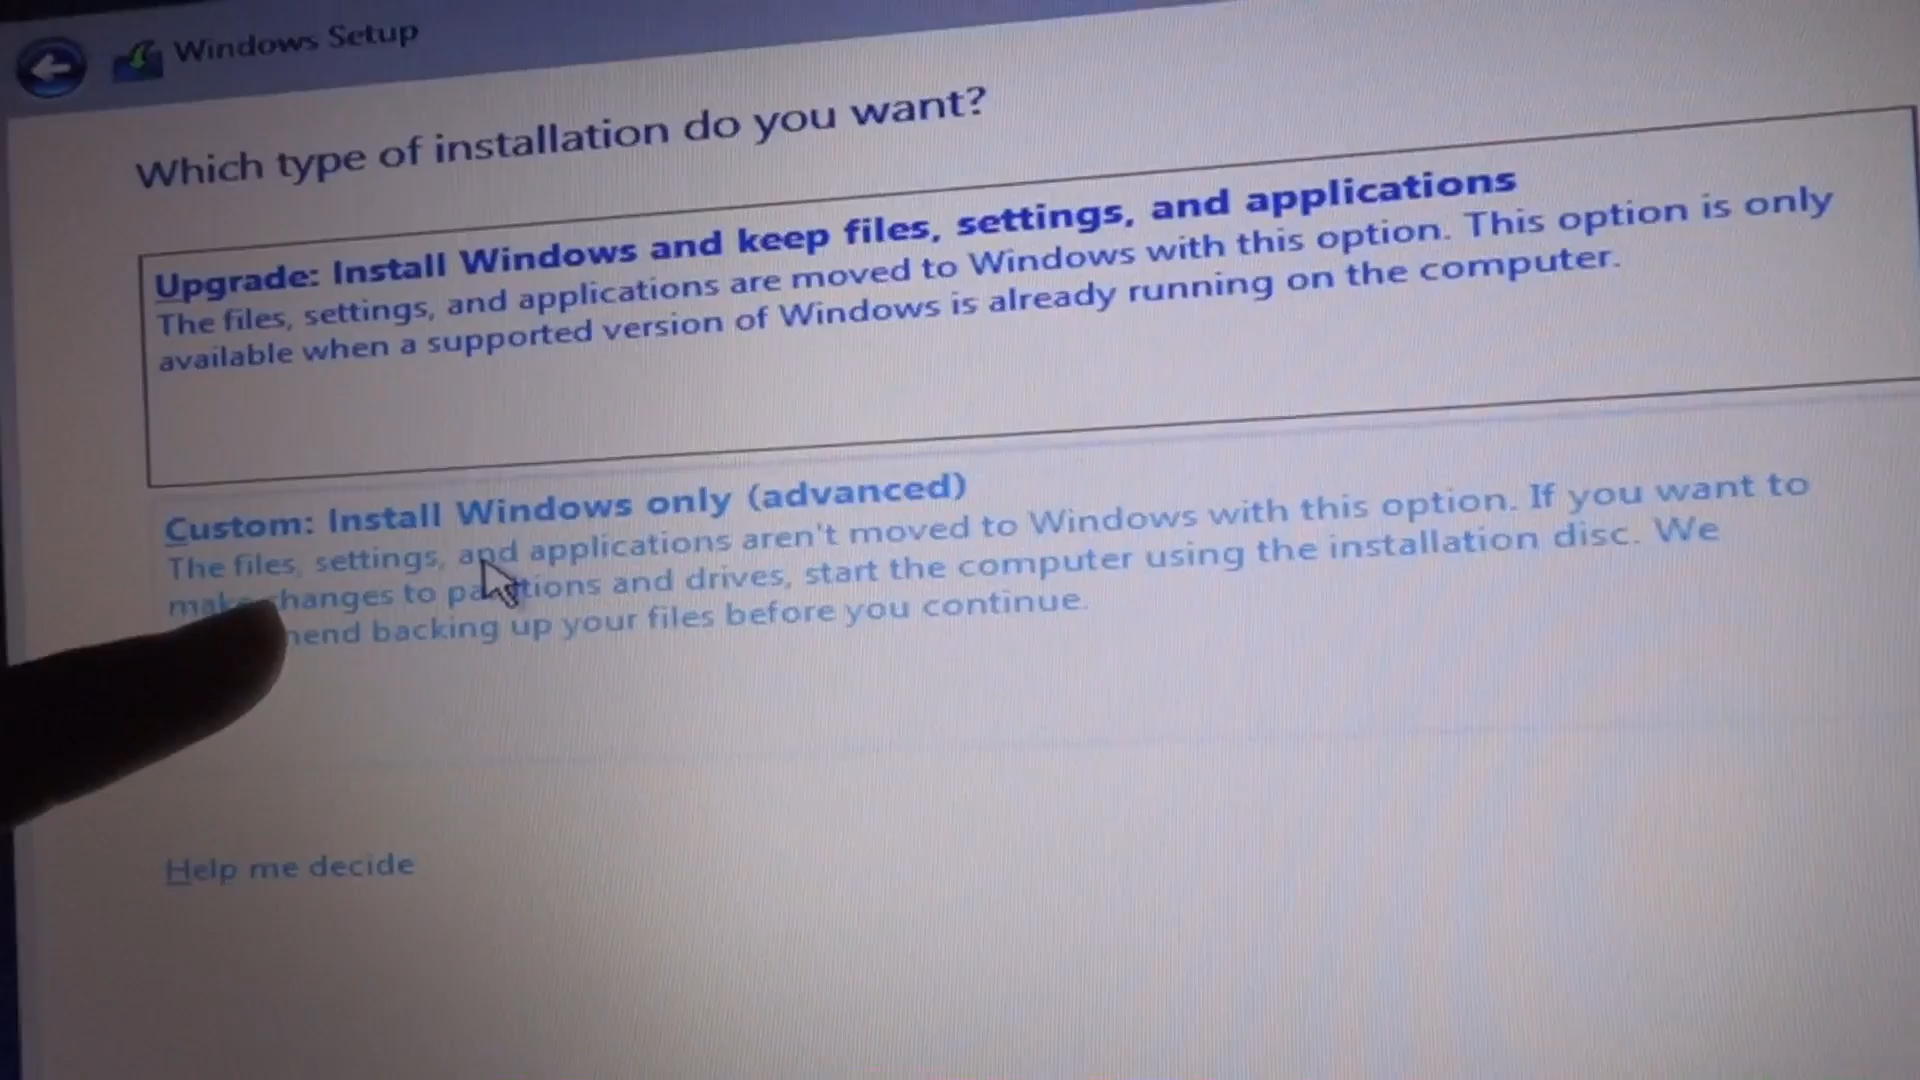 Windows Setup
Which type of installation do you want?
Upgrade: Install Windows and keep files, settings, and applications
The files, settings, and applications are moved to Windows with this option. This option is only
available when a supported version of Windows is already running on the computer.
Custom: Install Windows only (advanced)
The files, settings, and applications aren't moved to Windows with this option. If you want to
make changes to partitions and drives, start the computer using the installation disc. We
backing up your files before you continue.
Help me decide